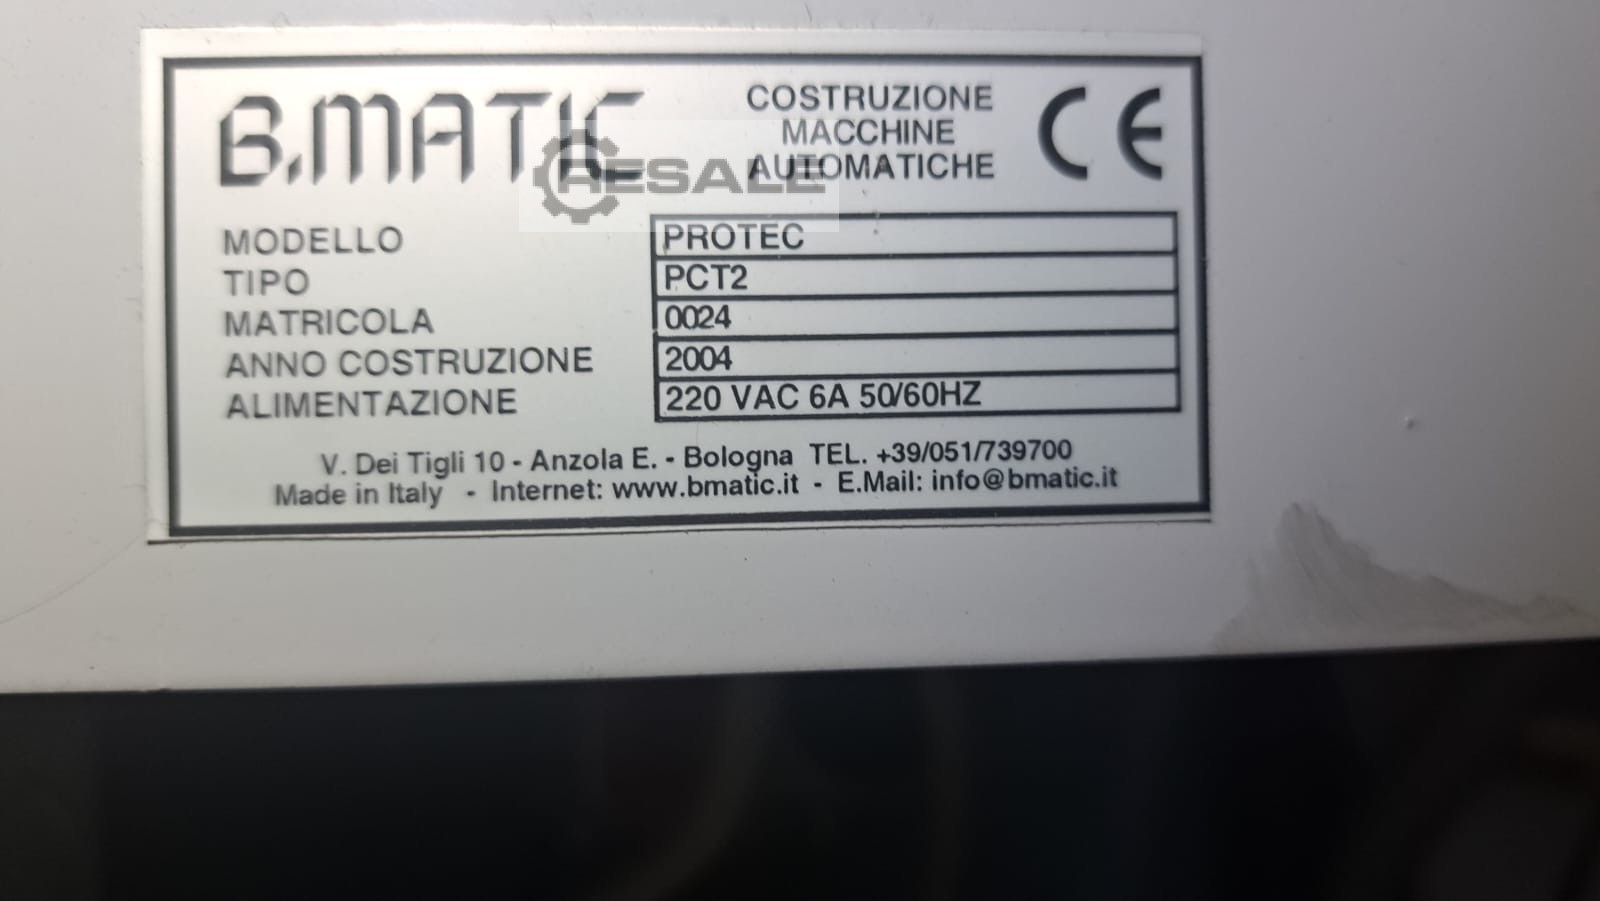 B.MATIC
COSTRUZIONE
MACCHINE
AUTOMATICHE
CE
RESALE
MODELLO PROTEC
TIPO PCT2
MATRICOLA 0024
ANNO COSTRUZIONE 2004
ALIMENTAZIONE 220 VAC 6A 50/60HZ
V. Dei Tigli 10 - Anzola E. - Bologna TEL. +39/051/739700
Made in Italy - Internet: www.bmatic.it - E.Mail: info@bmatic.it